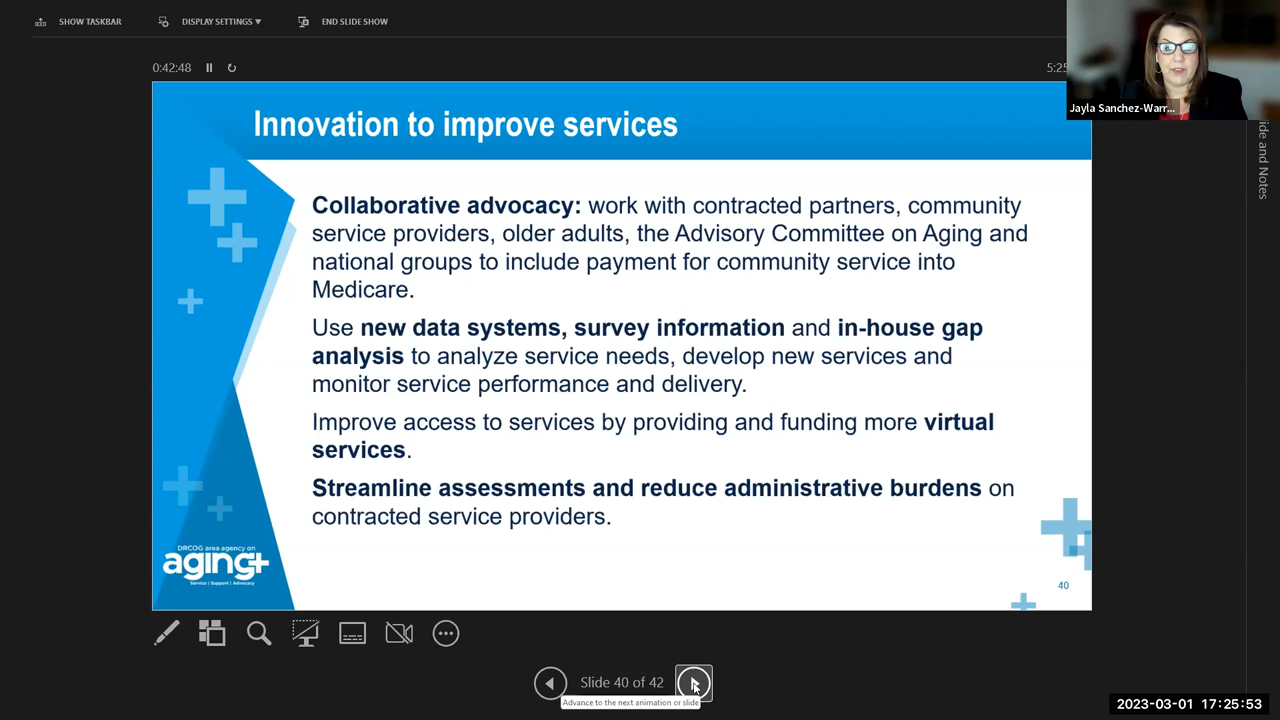 SHOW TASKBAR
DISPLAY SETTINGS
END SLIDE SHOW
0:42:48
5:25
Jayla Sanchez-Warr...
ide and Notes
Innovation to improve services
Collaborative advocacy: work with contracted partners, community
service providers, older adults, the Advisory Committee on Aging and
national groups to include payment for community service into
Medicare.
Use new data systems, survey information and in-house gap
analysis to analyze service needs, develop new services and
monitor service performance and delivery.
Improve access to services by providing and funding more virtual
services.
Streamline assessments and reduce administrative burdens on
contracted service providers.
DRCOG area agency on
aging+
Service | Support | Advocacy
40
Slide 40 of 42
Advance to the next animation or slide
2023-03-01 17:25:53